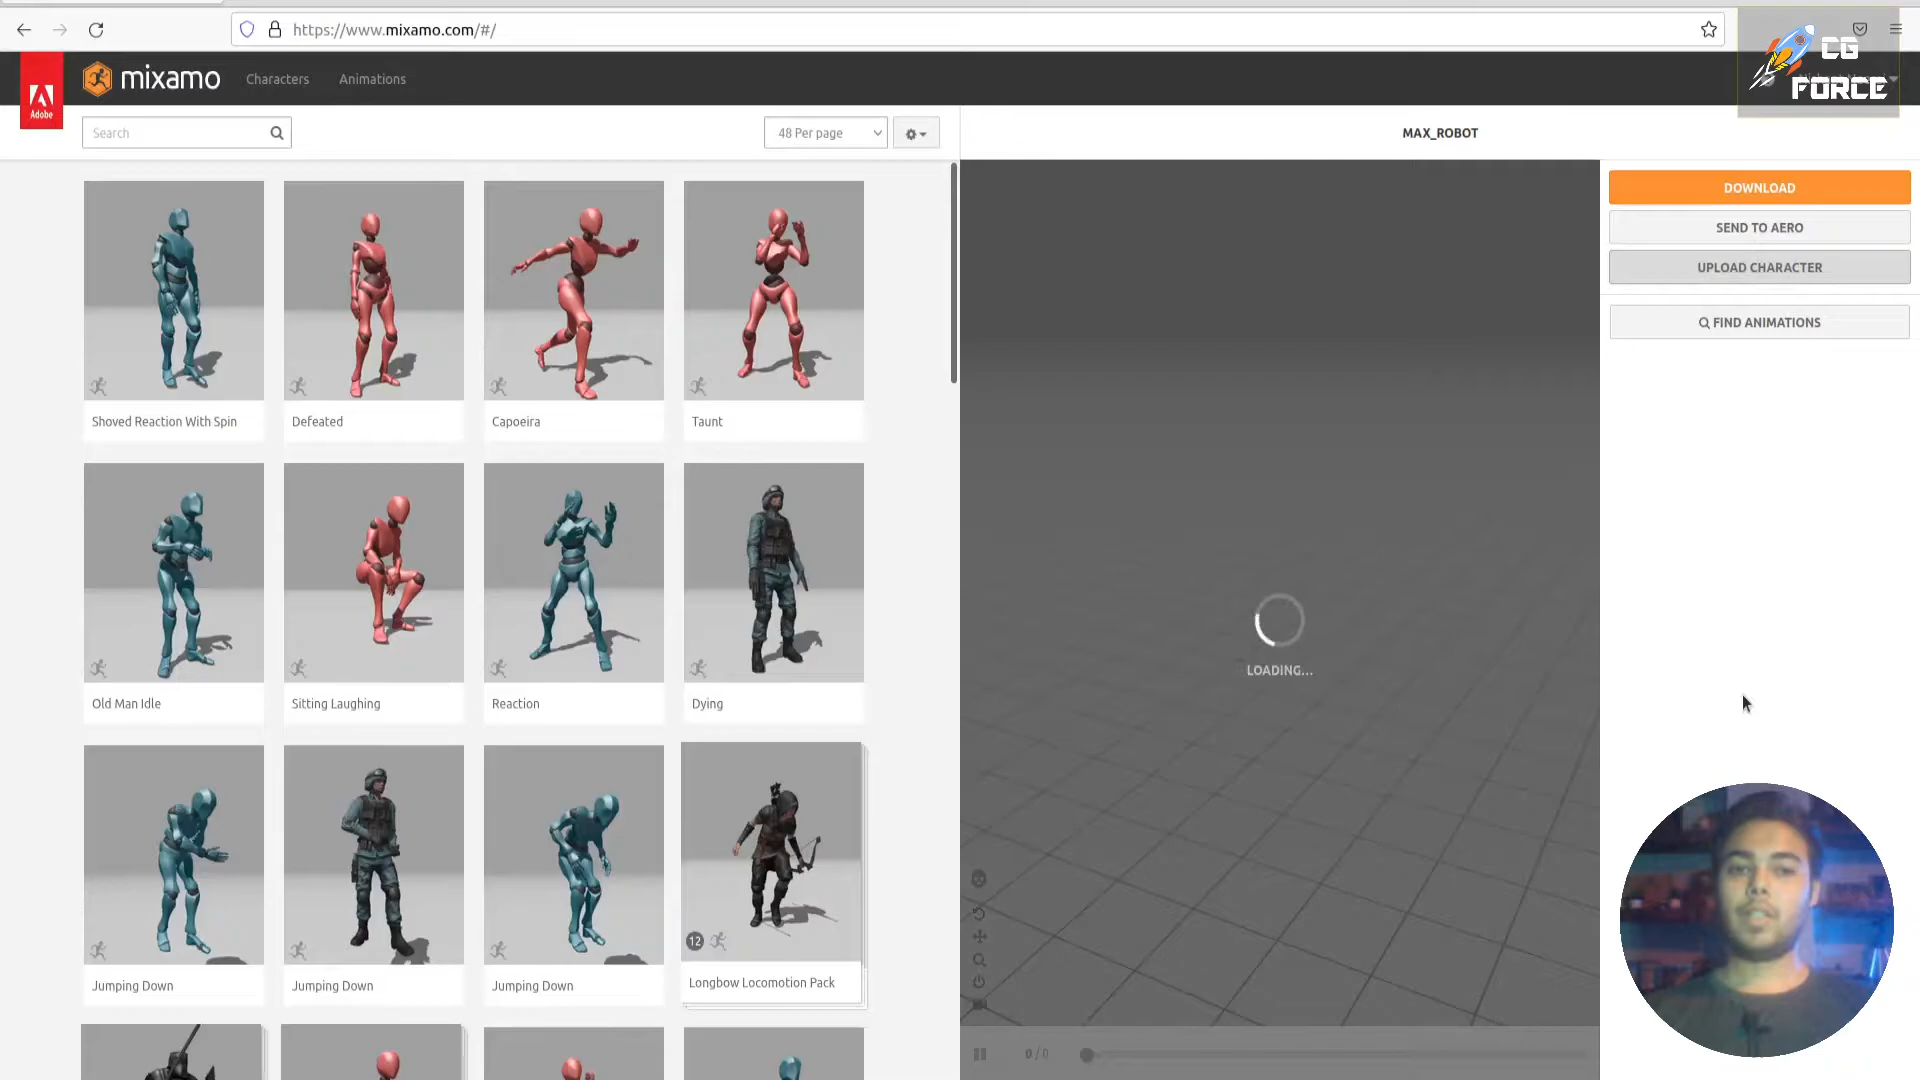 https://www.mixamo.com/#/
CG
FORCE
Adobe
mixamo
Characters
Animations
Search
48 Per page
MAX_ROBOT
DOWNLOAD
SEND TO AERO
UPLOAD CHARACTER
FIND ANIMATIONS
Shoved Reaction With Spin
Defeated
Capoeira
Taunt
Old Man Idle
Sitting Laughing
Reaction
Dying
LOADING...
12
Jumping Down
Jumping Down
Jumping Down
Longbow Locomotion Pack
0 / 0